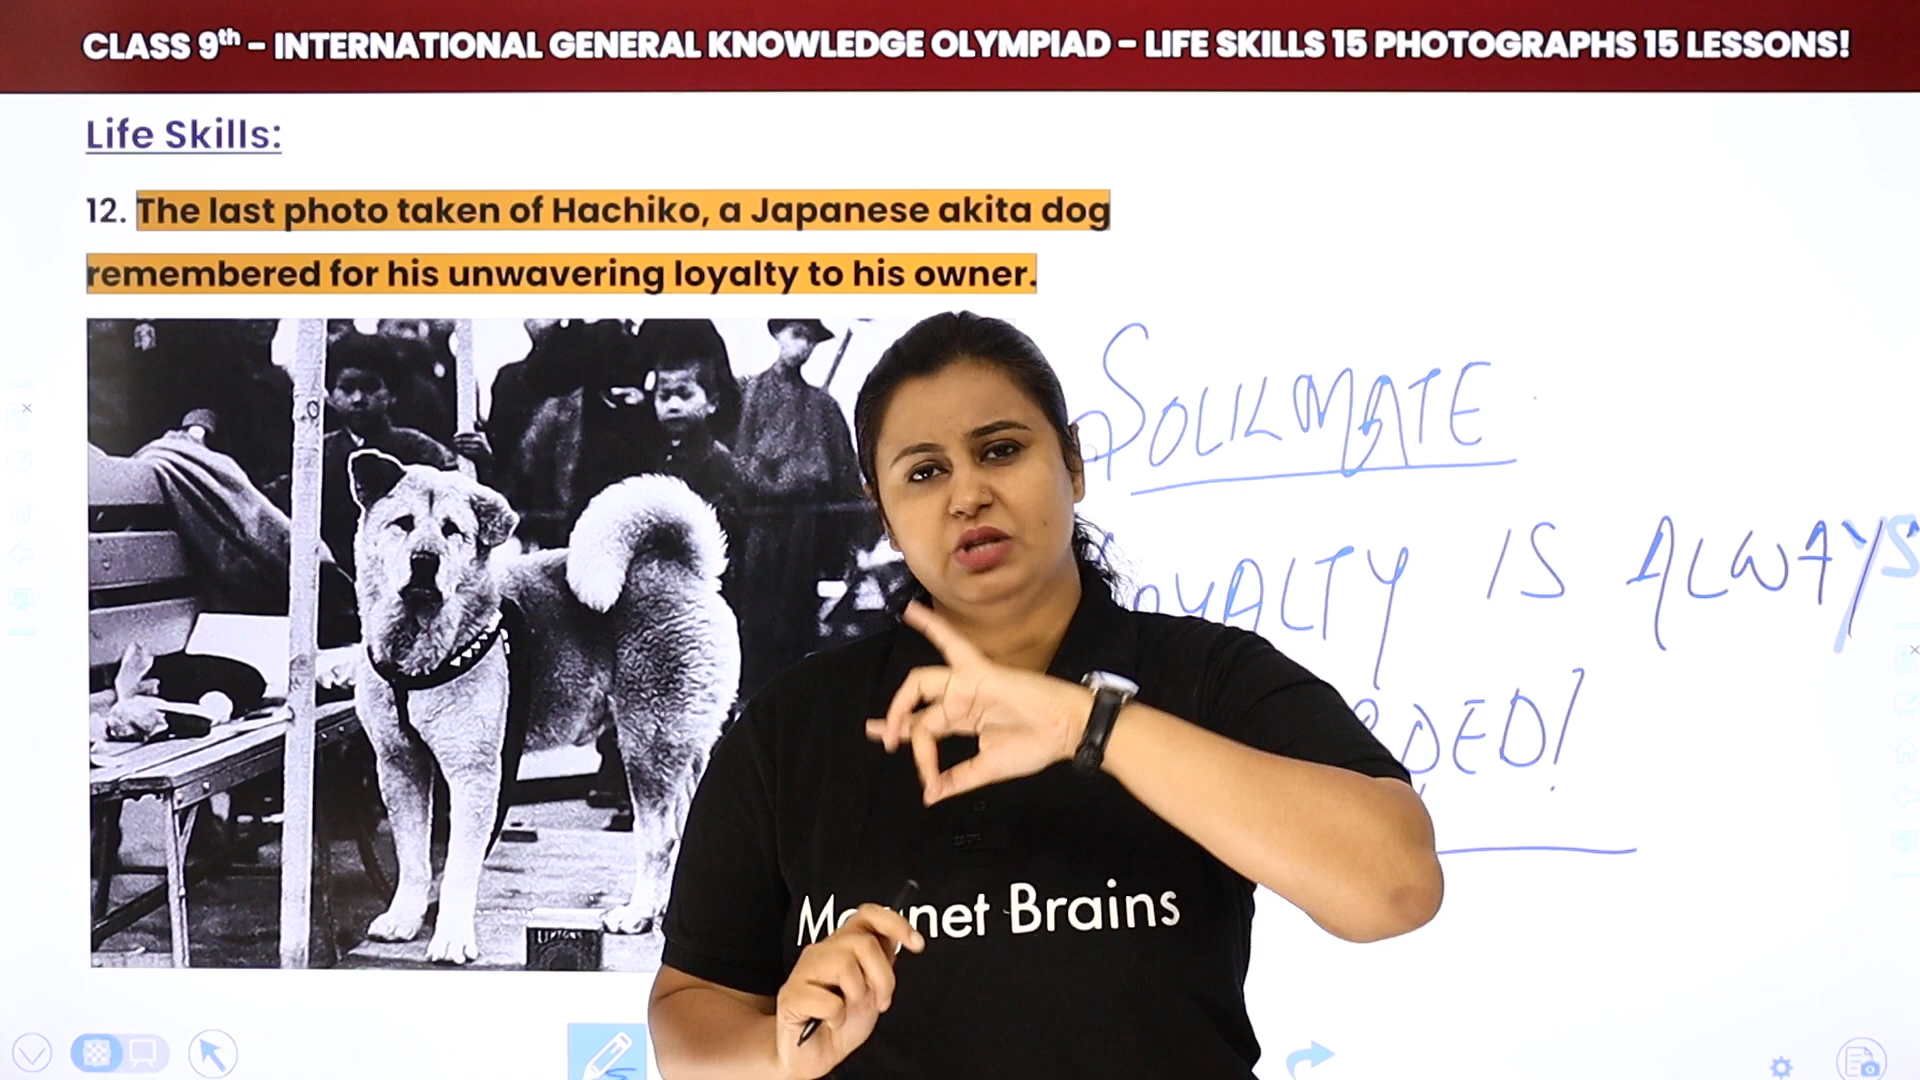 CLASS 9th – INTERNATIONAL GENERAL KNOWLEDGE OLYMPIAD – LIFE SKILLS 15 PHOTOGRAPHS 15 LESSONS!
Life Skills:
12. The last photo taken of Hachiko, a Japanese akita dog
remembered for his unwavering loyalty to his owner.
SOULMATE
IS ALWAYS
Brains